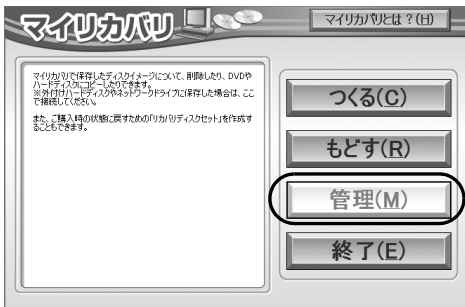 マイリカバリ
マイリカバリとは？(H)
マイリカバリで保存したディスクイメージについて、削除したり、DVDや
ハードディスクにコピーしたりできます。
※外付けハードディスクやネットワークドライブに保存した場合は、ここ
で接続してください。
また、ご購入時の状態に戻すための「リカバリディスクセット」を作成す
ることもできます。
つくる(C)
もどす(R)
管理(M)
終了(E)